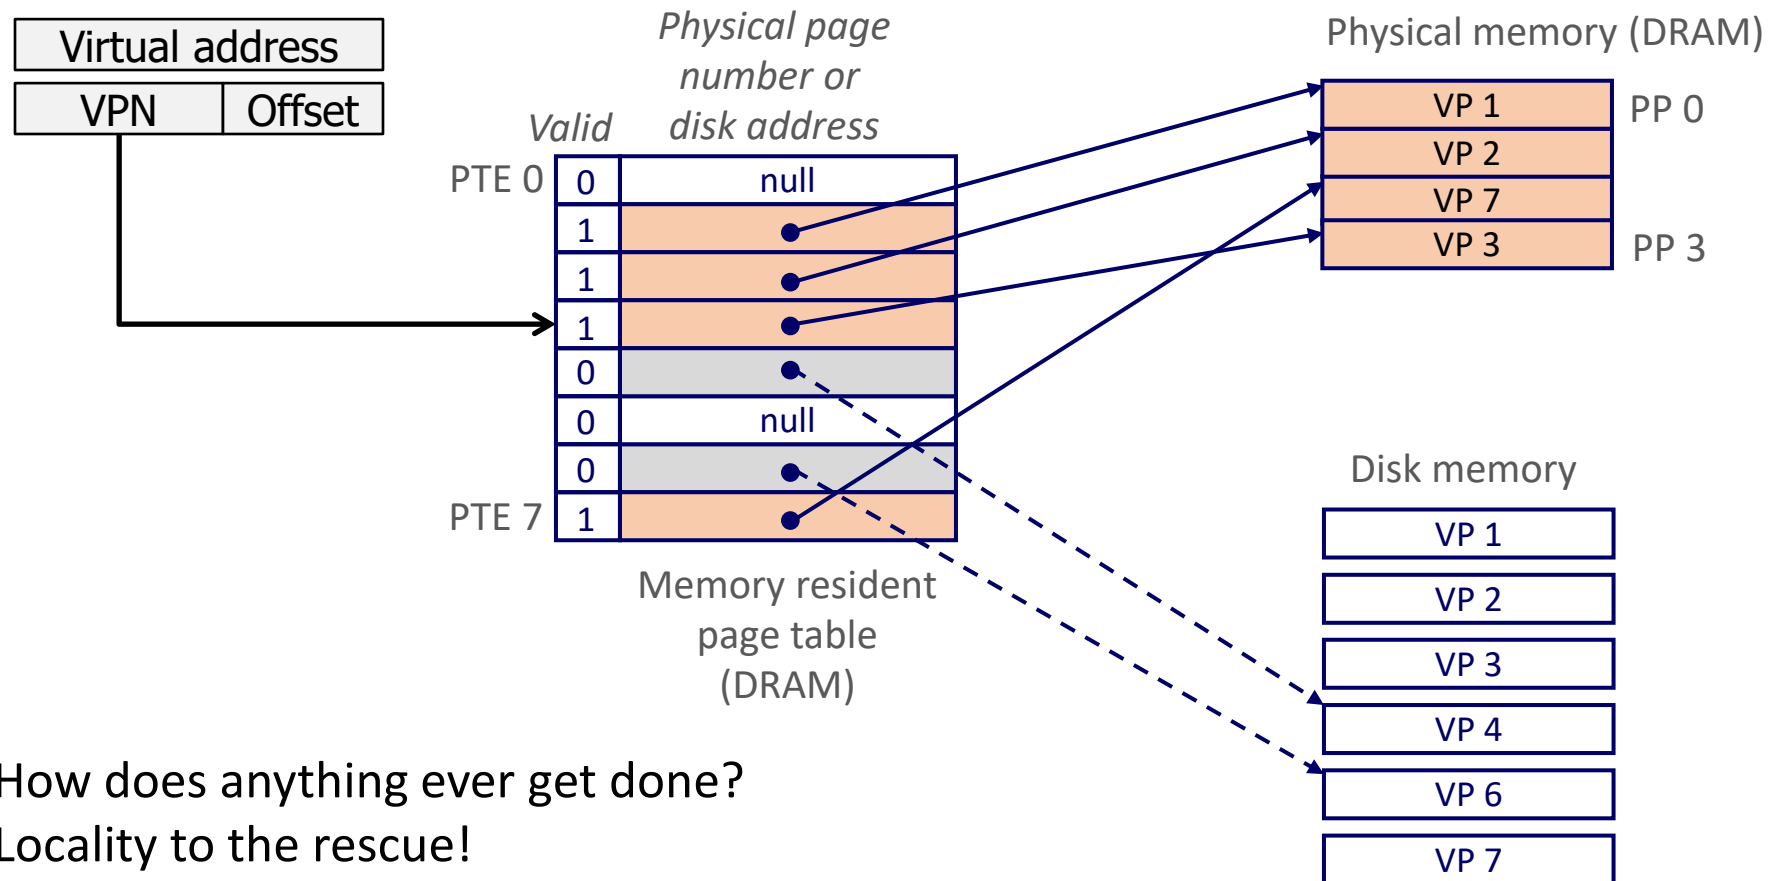 Virtual address
VPN Offset
Physical page
number or
disk address
Valid
PTE 0
0 null
1
1
1
0
0 null
0
PTE 7 1
Memory resident
page table
(DRAM)
Physical memory (DRAM)
VP 1 PP 0
VP 2
VP 7
VP 3 PP 3
Disk memory
VP 1
VP 2
VP 3
VP 4
VP 6
VP 7
How does anything ever get done?
Locality to the rescue!